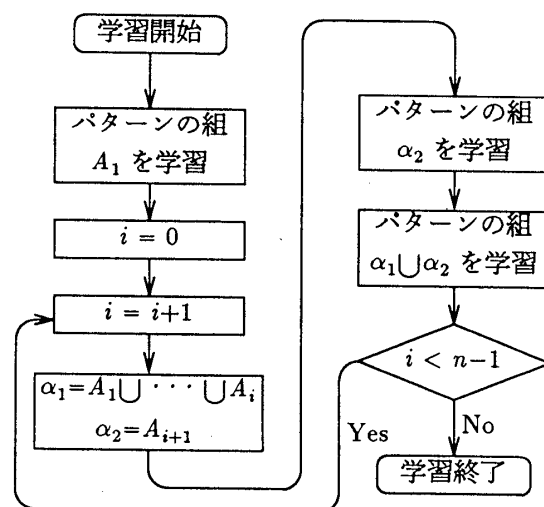 学習開始
パターンの組
A₁ を学習
i = 0
i = i+1
α₁=A₁⋃ · · · ⋃Aᵢ
α₂=Aᵢ₊₁
パターンの組
α₂ を学習
パターンの組
α₁⋃α₂ を学習
i < n−1
Yes
No
学習終了